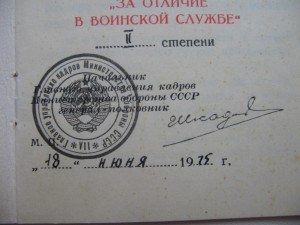 "ЗА ОТЛИЧИЕ
В ВОИНСКОЙ СЛУЖБЕ"
II степени
Начальник
Главного управления кадров
Министерства обороны СССР
генерал-полковник
М. П.
"18" июня 1975 г.